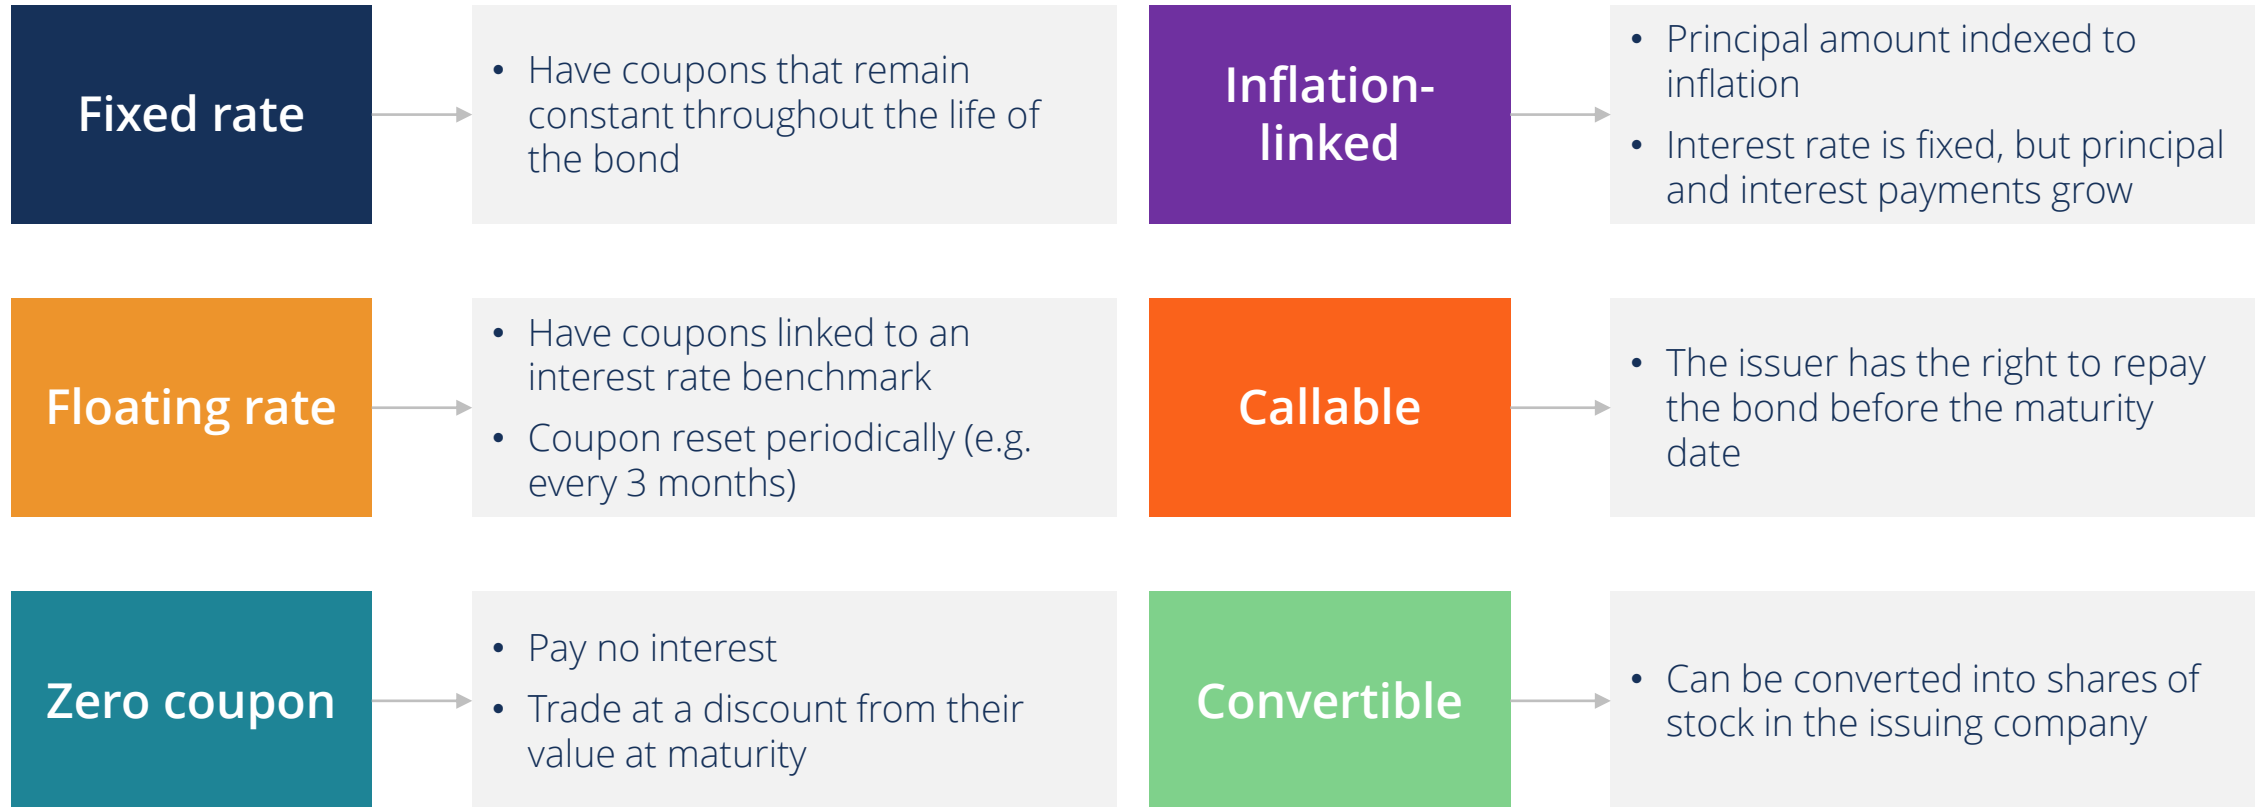 Fixed rate
• Have coupons that remain
constant throughout the life of
the bond
Inflation-
linked
• Principal amount indexed to
inflation
• Interest rate is fixed, but principal
and interest payments grow
Floating rate
• Have coupons linked to an
interest rate benchmark
• Coupon reset periodically (e.g.
every 3 months)
Callable
• The issuer has the right to repay
the bond before the maturity
date
Zero coupon
• Pay no interest
• Trade at a discount from their
value at maturity
Convertible
• Can be converted into shares of
stock in the issuing company